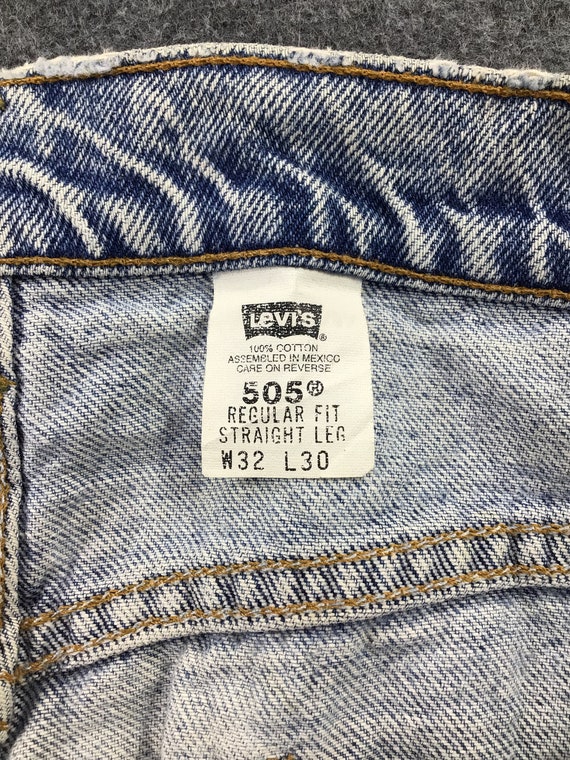 LEVI'S
®
100% COTTON
ASSEMBLED IN MEXICO
CARE ON REVERSE
505®
REGULAR FIT
STRAIGHT LEG
W32 L30